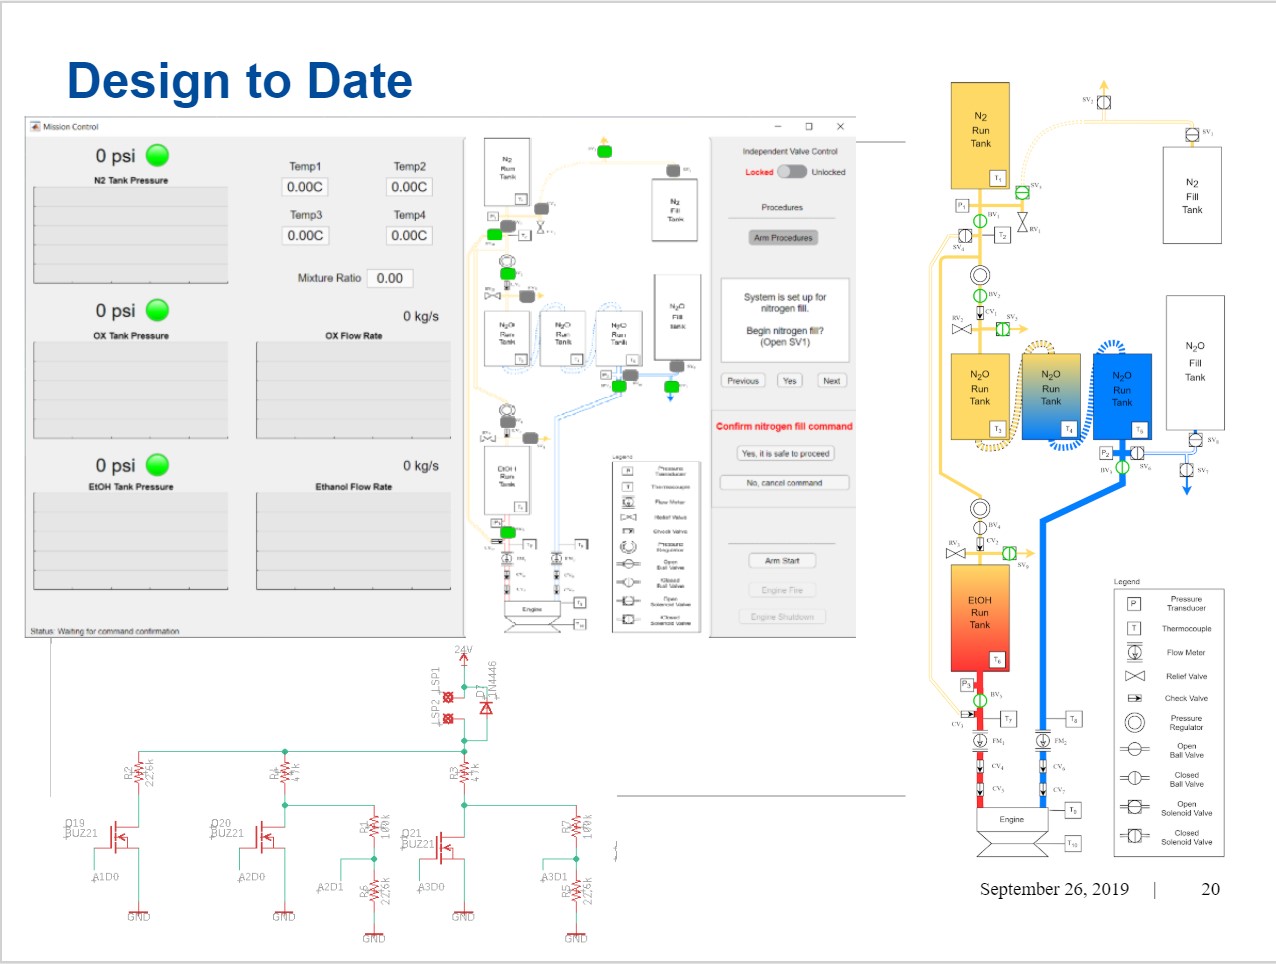 Design to Date
Mission Control
0 psi
N2 Tank Pressure
Temp1
Temp2
0.00C
0.00C
Temp3
Temp4
0.00C
0.00C
Mixture Ratio
0.00
0 psi
OX Tank Pressure
0 kg/s
OX Flow Rate
0 psi
EtOH Tank Pressure
0 kg/s
Ethanol Flow Rate
Status: Waiting for command confirmation
N2
Run
Tank
N2
Fill
Tank
N2O
Run
Tank
N2O
Run
Tank
N2O
Run
Tank
N2O
Fill
Tank
EtOH
Run
Tank
Engine
Legend
Pressure
Transducer
Thermocouple
Flow Meter
Relief Valve
Check Valve
Pressure
Regulator
Open
Ball Valve
Closed
Ball Valve
Open
Solenoid Valve
Closed
Solenoid Valve
Independent Valve Control
Locked
Unlocked
Procedures
Arm Procedures
System is set up for
nitrogen fill.
Begin nitrogen fill?
(Open SV1)
Previous
Yes
Next
Confirm nitrogen fill command
Yes, it is safe to proceed
No, cancel command
Arm Start
Engine Fire
Engine Shutdown
N2
Run
Tank
T1
SV2
SV1
N2
Fill
Tank
P1
SV3
BV1
RV1
SV4
T2
BV2
CV1
RV2
SV5
N2O
Run
Tank
T3
N2O
Run
Tank
T4
N2O
Run
Tank
T5
N2O
Fill
Tank
P2
SV6
SV7
BV4
CV2
RV3
EtOH
Run
Tank
T6
P3
T7
T8
FM1
FM2
CV4
CV6
CV5
CV7
Engine
T9
T10
Legend
P
Pressure
Transducer
T
Thermocouple
Flow Meter
Relief Valve
Check Valve
Pressure
Regulator
Open
Ball Valve
Closed
Ball Valve
Open
Solenoid Valve
Closed
Solenoid Valve
24V
LSP1
LSP2
1N4446
R2
22.6k
47k
R3
47k
Q19
BUZ21
Q20
BUZ21
R1
100k
Q21
BUZ21
R7
100k
A1D0
A2D0
A2D1
A3D0
A3D1
R6
22.6k
R5
22.6k
GND
GND
GND
GND
GND
September 26, 2019 | 20